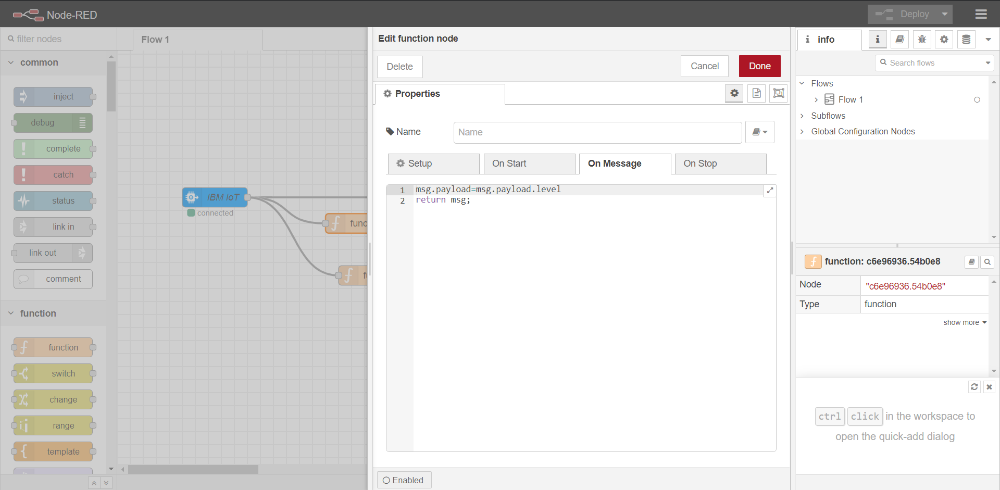 Node-RED
Deploy
filter nodes
Flow 1
common
inject
debug
complete
catch
status
link in
link out
comment
function
function
switch
change
range
template
IBM IoT
connected
func
fu
Edit function node
Delete
Cancel
Done
Properties
Name
Name
Setup
On Start
On Message
On Stop
1 msg.payload=msg.payload.level
2 return msg;
Enabled
info
Search flows
Flows
Flow 1
Subflows
Global Configuration Nodes
function: c6e96936.54b0e8
Node "c6e96936.54b0e8"
Type function
show more
ctrl click in the workspace to
open the quick-add dialog